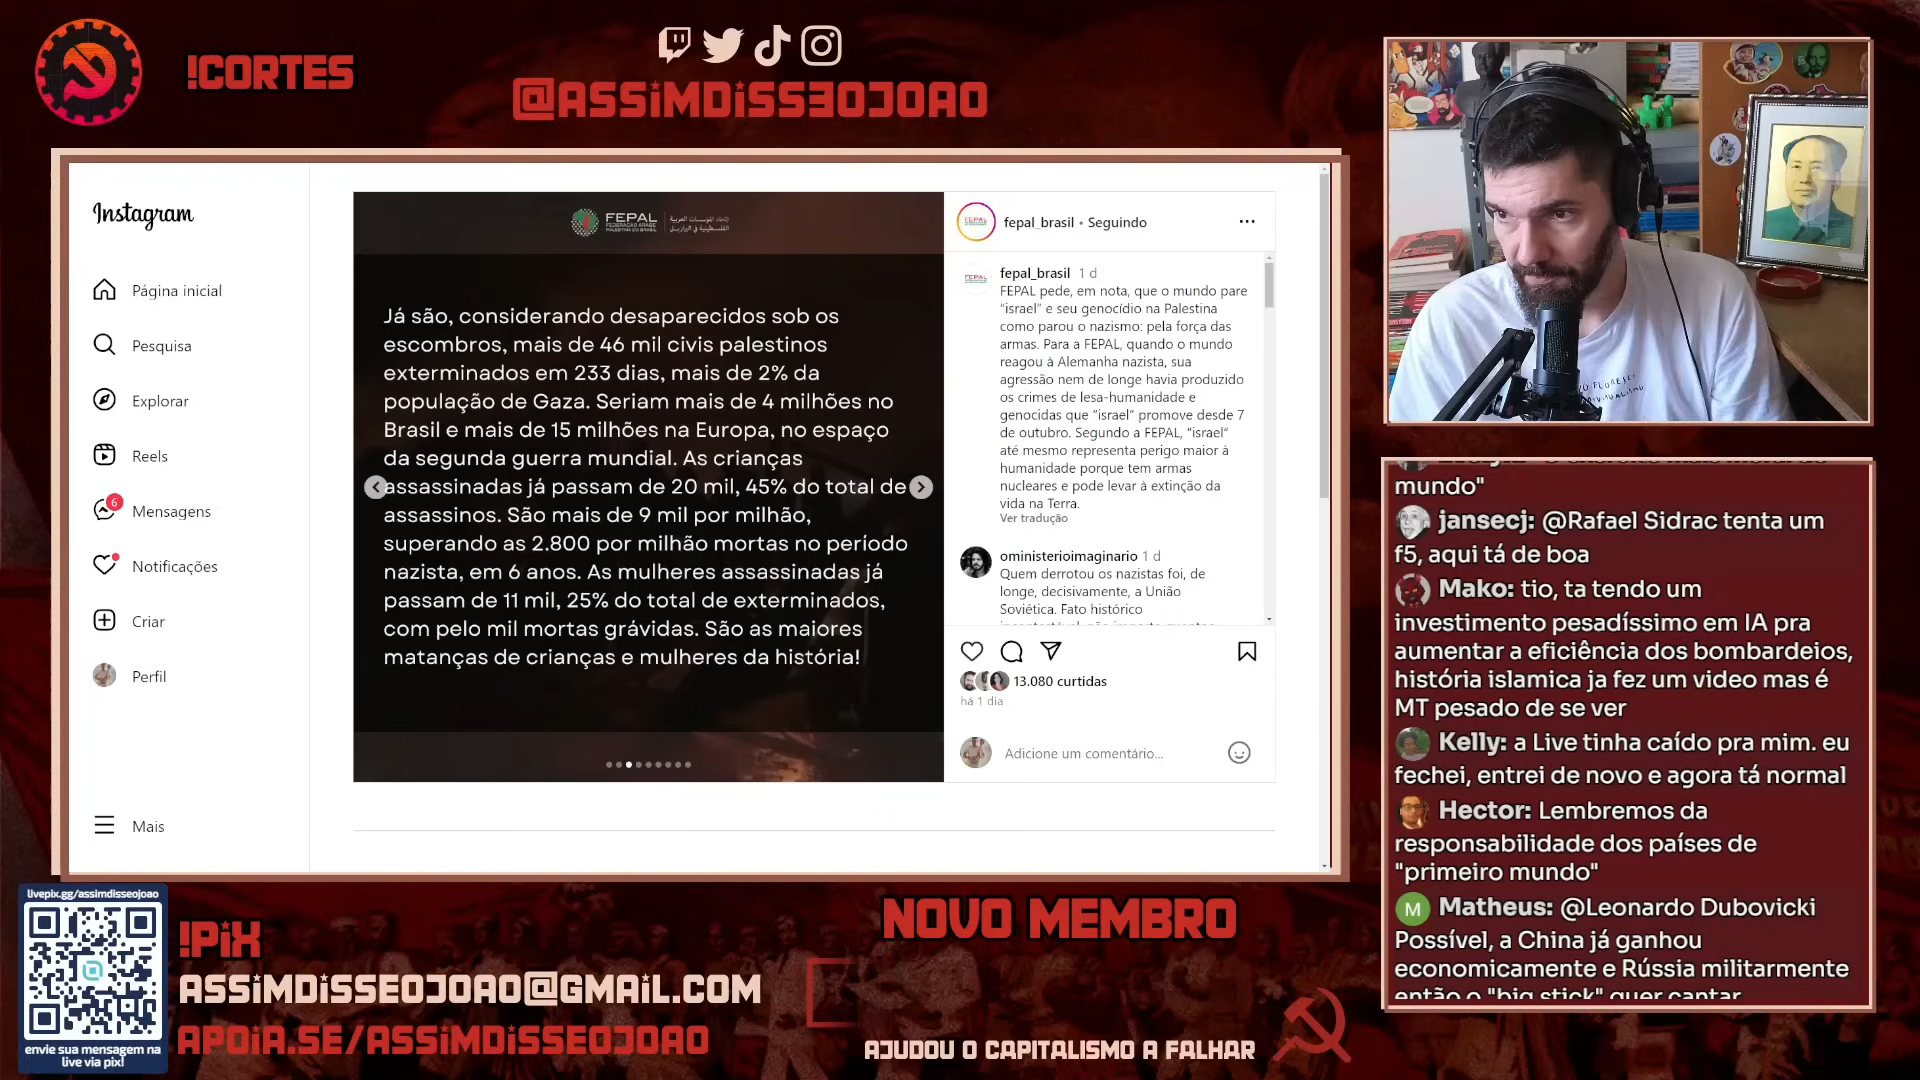 !CORTES
@ASSIMDISSEOJOAO
Instagram
Página inicial
Pesquisa
Explorar
Reels
6
Mensagens
Notificações
Criar
Perfil
Mais
FEPAL
FEDERAÇÃO ÁRABE
PALESTINA DO BRASIL
Já são, considerando desaparecidos sob os
escombros, mais de 46 mil civis palestinos
exterminados em 233 dias, mais de 2% da
população de Gaza. Seriam mais de 4 milhões no
Brasil e mais de 15 milhões na Europa, no espaço
da segunda guerra mundial. As crianças
assassinadas já passam de 20 mil, 45% do total de
assassinos. São mais de 9 mil por milhão,
superando as 2.800 por milhão mortas no período
nazista, em 6 anos. As mulheres assassinadas já
passam de 11 mil, 25% do total de exterminados,
com pelo mil mortas grávidas. São as maiores
matanças de crianças e mulheres da história!
fepal_brasil • Seguindo
fepal_brasil 1 d
FEPAL pede, em nota, que o mundo pare
“israel” e seu genocídio na Palestina
como parou o nazismo: pela força das
armas. Para a FEPAL, quando o mundo
reagou à Alemanha nazista, sua
agressão nem de longe havia produzido
os crimes de lesa-humanidade e
genocidas que “israel” promove desde 7
de outubro. Segundo a FEPAL, "israel”
até mesmo representa perigo maior à
humanidade porque tem armas
nucleares e pode levar à extinção da
vida na Terra.
Ver tradução
oministerioimaginario 1 d
Quem derrotou os nazistas foi, de
longe, decisivamente, a União
Soviética. Fato histórico
13.080 curtidas
há 1 dia
Adicione um comentário...
mundo"
jansecj: @Rafael Sidrac tenta um
f5, aqui tá de boa
Mako: tio, ta tendo um
investimento pesadíssimo em IA pra
aumentar a eficiência dos bombardeios,
história islamica ja fez um video mas é
MT pesado de se ver
Kelly: a Live tinha caído pra mim. eu
fechei, entrei de novo e agora tá normal
Hector: Lembremos da
responsabilidade dos países de
"primeiro mundo"
M Matheus: @Leonardo Dubovicki
Possível, a China já ganhou
economicamente e Rússia militarmente
então o "big stick" quer cantar
livepix.gg/assimdisseojoao
envie sua mensagem na
live via pix!
!PIX
ASSIMDISSEOJOAO@GMAIL.COM
APOIA.SE/ASSIMDISSEOJOAO
NOVO MEMBRO
AJUDOU O CAPITALISMO A FALHAR